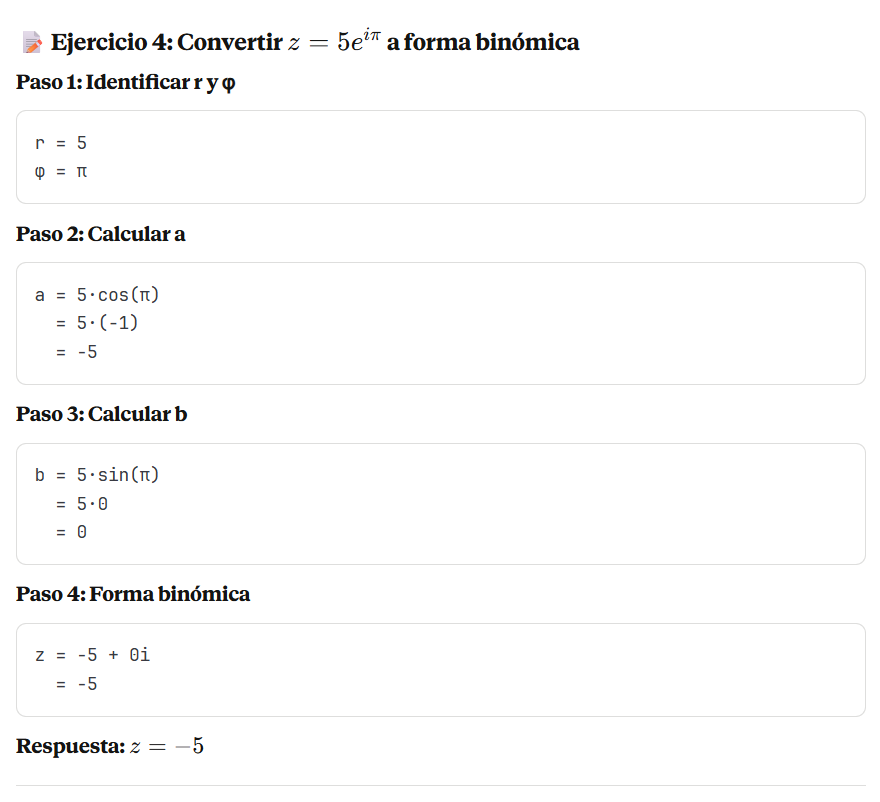 📝 Ejercicio 4: Convertir z = 5e^{iπ} a forma binómica
Paso 1: Identificar r y φ
r = 5
φ = π
Paso 2: Calcular a
a = 5·cos(π)
  = 5·(-1)
  = -5
Paso 3: Calcular b
b = 5·sin(π)
  = 5·0
  = 0
Paso 4: Forma binómica
z = -5 + 0i
  = -5
Respuesta: z = −5